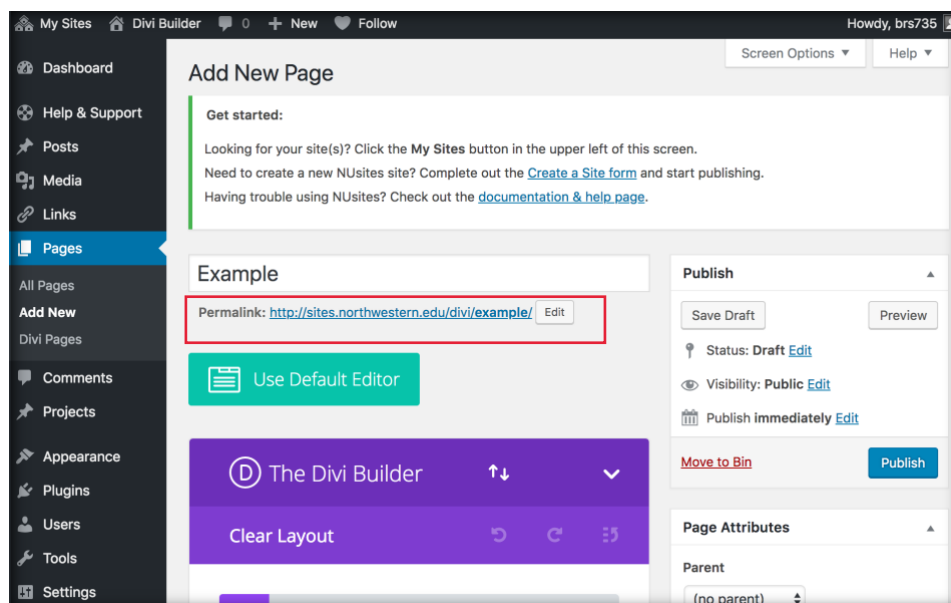 My Sites Divi Builder 0 + New Follow Howdy, brs735
Screen Options ▼ Help ▼
Dashboard
Help & Support
Posts
Media
Links
Pages
All Pages
Add New
Divi Pages
Comments
Projects
Appearance
Plugins
Users
Tools
Settings
Add New Page
Get started:
Looking for your site(s)? Click the My Sites button in the upper left of this screen.
Need to create a new NUsites site? Complete out the Create a Site form and start publishing.
Having trouble using NUsites? Check out the documentation & help page.
Example
Permalink: http://sites.northwestern.edu/divi/example/ Edit
Use Default Editor
D The Divi Builder
Clear Layout
Publish
Save Draft Preview
Status: Draft Edit
Visibility: Public Edit
Publish immediately Edit
Move to Bin Publish
Page Attributes
Parent
(no parent)